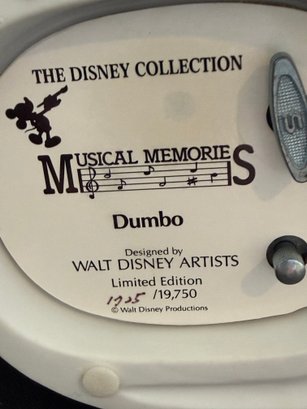 THE DISNEY COLLECTION
MUSICAL MEMORIES
Dumbo
Designed by
WALT DISNEY ARTISTS
Limited Edition
1925 /19,750
© Walt Disney Productions